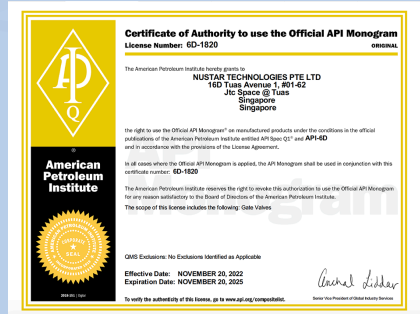 Certificate of Authority to use the Official API Monogram
License Number: 6D-1820
ORIGINAL
The American Petroleum Institute hereby grants to
NUSTAR TECHNOLOGIES PTE LTD
16D Tuas Avenue 1, #01-62
Jtc Space @ Tuas
Singapore
Singapore
the right to use the Official API Monogram® on manufactured products under the conditions in the official
publications of the American Petroleum Institute entitled API Spec Q1® and API-6D
and in accordance with the provisions of the License Agreement.
In all cases where the Official API Monogram is applied, the API Monogram shall be used in conjunction with this
certificate number: 6D-1820
The American Petroleum Institute reserves the right to revoke this authorization to use the Official API Monogram
for any reason satisfactory to the Board of Directors of the American Petroleum Institute.
The scope of this license includes the following: Gate Valves
QMS Exclusions: No Exclusions Identified as Applicable
Effective Date: NOVEMBER 20, 2022
Expiration Date: NOVEMBER 20, 2025
To verify the authenticity of this license, go to www.api.org/compositelist.
Senior Vice President of Global Industry Services
API
Q
®
American
Petroleum
Institute
CORPORATE
SEAL